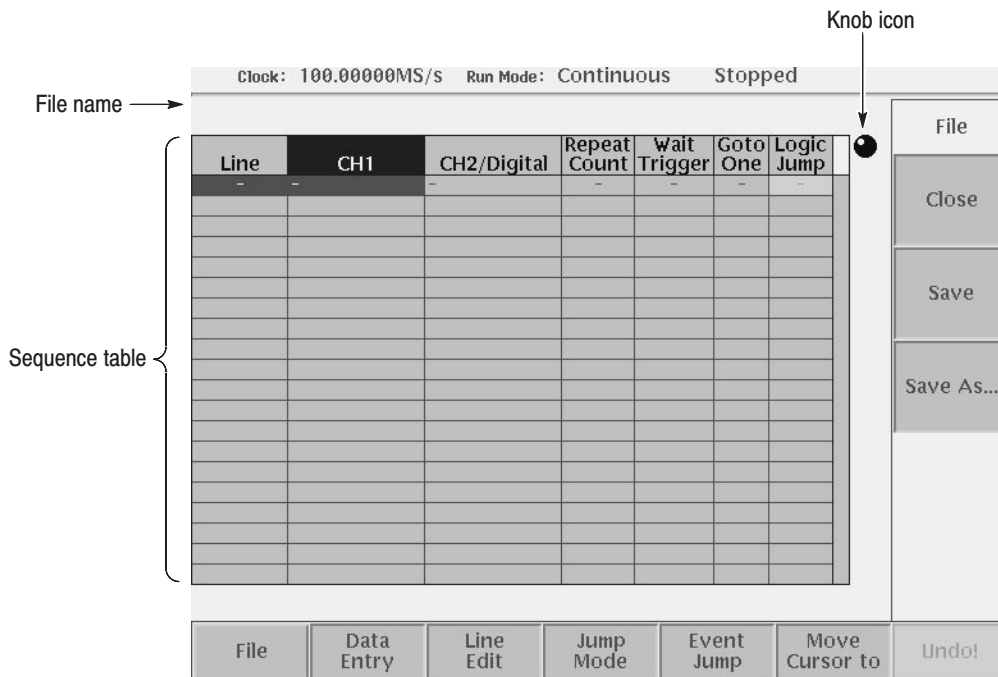 Knob icon
Clock: 100.00000MS/s Run Mode: Continuous Stopped
File name
File
Line CH1 CH2/Digital Repeat Count Wait Trigger Goto One Logic Jump
- - - - - - -
Close
Save
Sequence table
Save As...
File Data Entry Line Edit Jump Mode Event Jump Move Cursor to Undo!